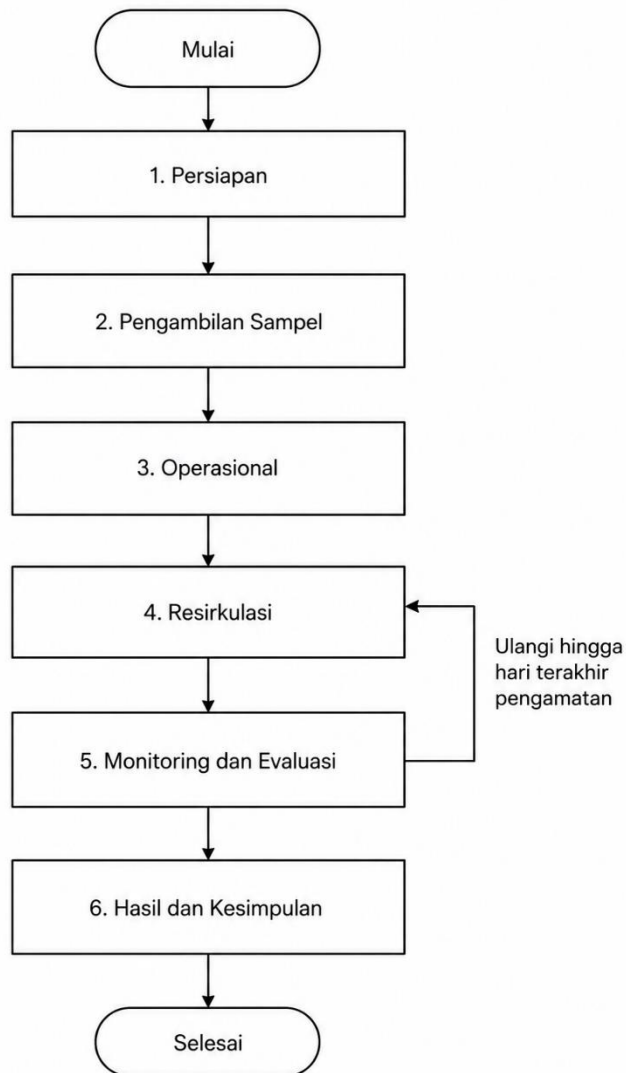 Mulai
1. Persiapan
2. Pengambilan Sampel
3. Operasional
4. Resirkulasi
Ulangi hingga
hari terakhir
pengamatan
5. Monitoring dan Evaluasi
6. Hasil dan Kesimpulan
Selesai